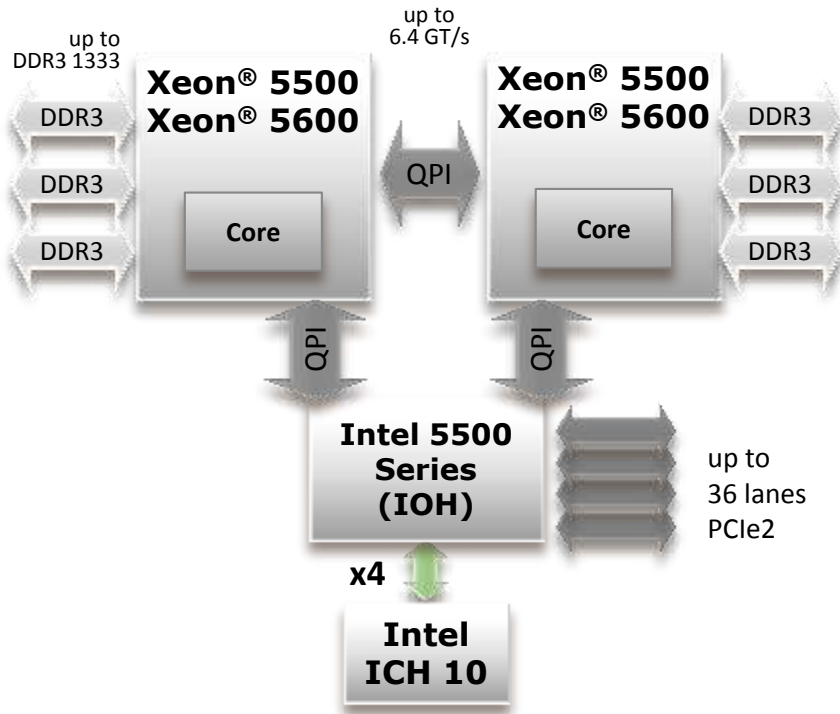 up to
DDR3 1333
up to
6.4 GT/s
Xeon® 5500
Xeon® 5600
Xeon® 5500
Xeon® 5600
DDR3
DDR3
DDR3
QPI
DDR3
DDR3
DDR3
Core
Core
QPI
QPI
Intel 5500
Series
(IOH)
up to
36 lanes
PCIe2
x4
Intel
ICH 10